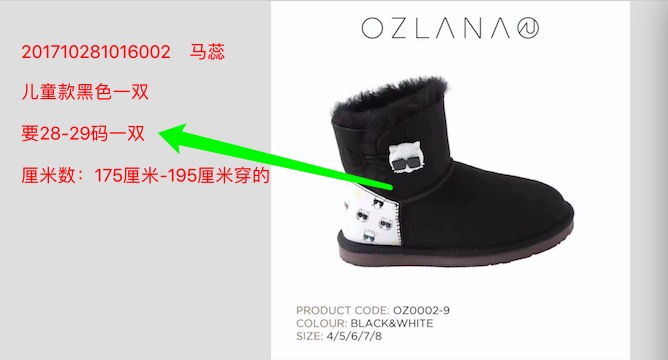 201710281016002 马蕊
儿童款黑色一双
要28-29码一双
厘米数：175厘米-195厘米穿的
OZLANA
PRODUCT CODE: OZ0002-9
COLOUR: BLACK&WHITE
SIZE: 4/5/6/7/8